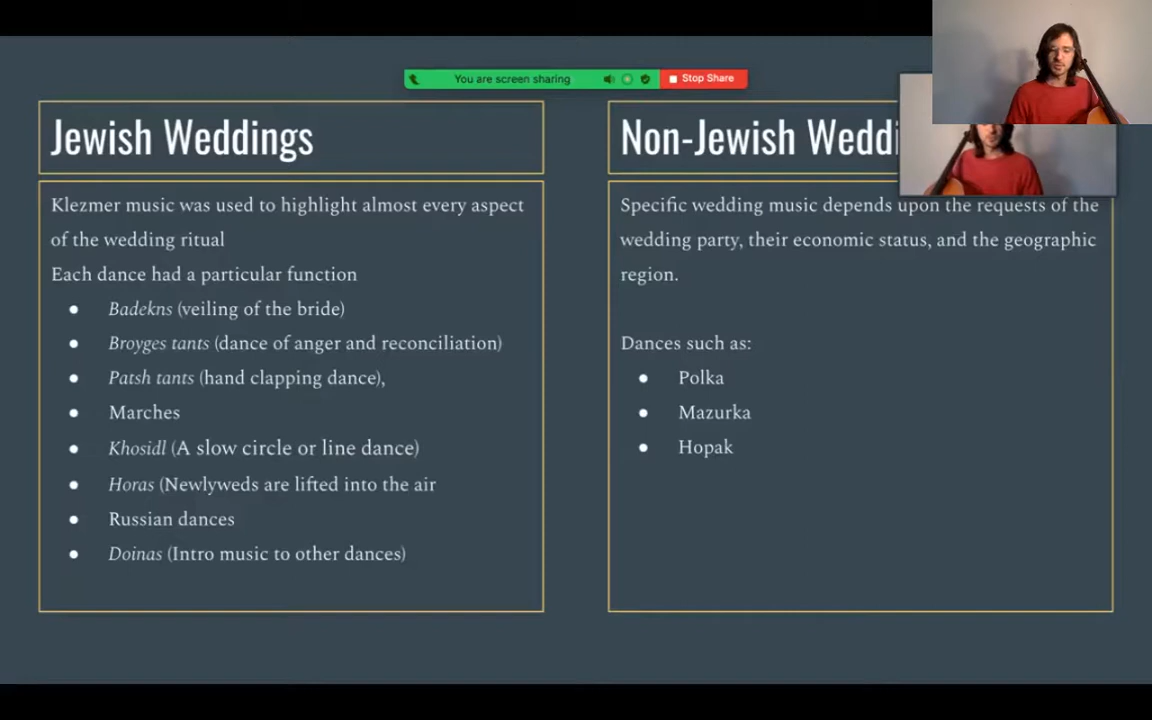 You are screen sharing
Stop Share
Jewish Weddings
Klezmer music was used to highlight almost every aspect
of the wedding ritual
Each dance had a particular function
● Badekns (veiling of the bride)
● Broyges tants (dance of anger and reconciliation)
● Patsh tants (hand clapping dance),
● Marches
● Khosidl (A slow circle or line dance)
● Horas (Newlyweds are lifted into the air
● Russian dances
● Doinas (Intro music to other dances)
Non-Jewish
Specific wedding music depends upon the requests of the
wedding party, their economic status, and the geographic
region.
Dances such as:
● Polka
● Mazurka
● Hopak